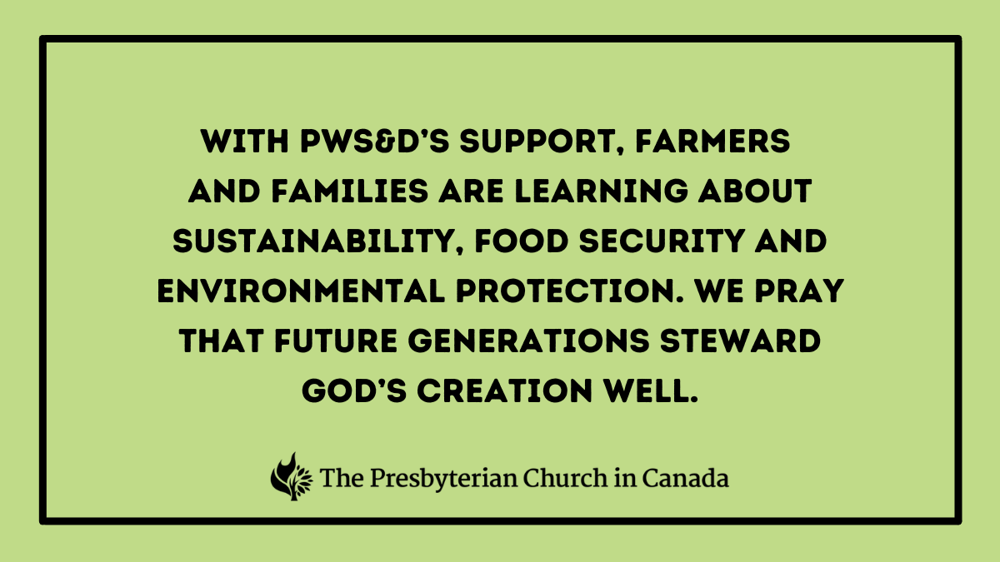 WITH PWS&D’S SUPPORT, FARMERS
AND FAMILIES ARE LEARNING ABOUT
SUSTAINABILITY, FOOD SECURITY AND
ENVIRONMENTAL PROTECTION. WE PRAY
THAT FUTURE GENERATIONS STEWARD
GOD’S CREATION WELL.
The Presbyterian Church in Canada